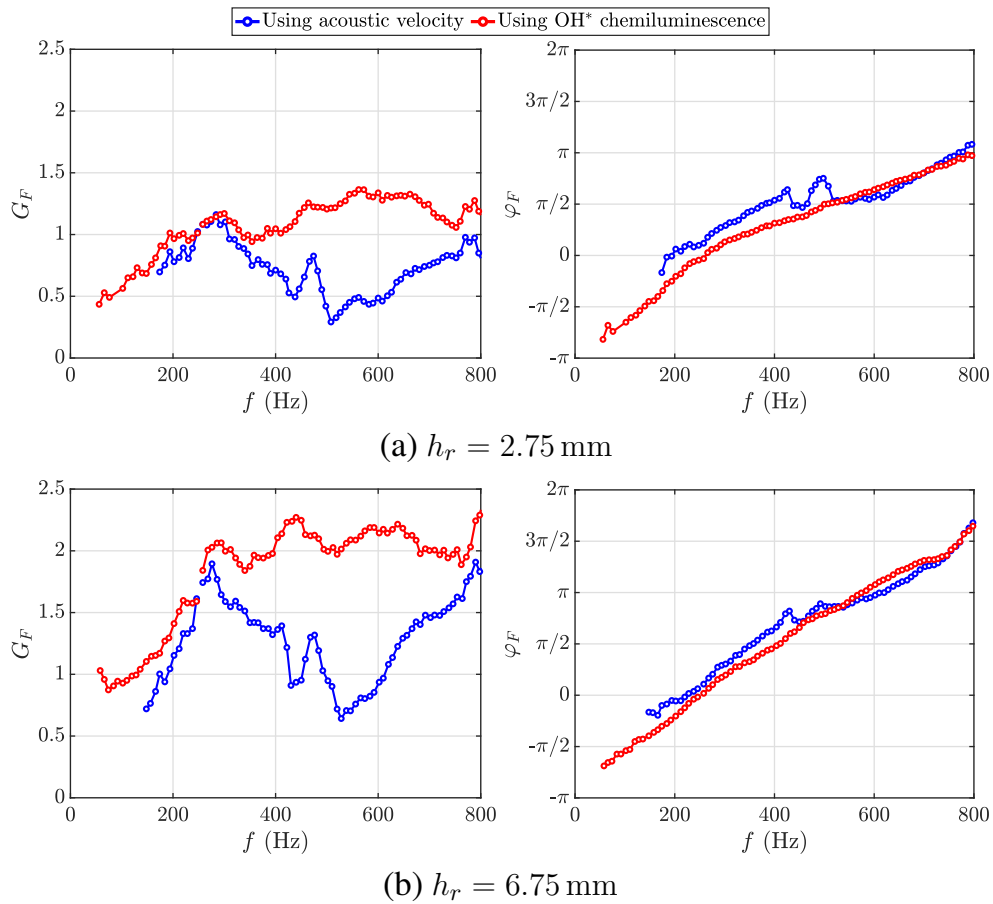 Using acoustic velocity Using OH* chemiluminescence
2.5
2
1.5
1
0.5
0
G_F
0 200 400 600 800
f (Hz)
2π
3π/2
π
π/2
0
-π/2
-π
φ_F
0 200 400 600 800
f (Hz)
(a) h_r = 2.75 mm
2.5
2
1.5
1
0.5
0
G_F
0 200 400 600 800
f (Hz)
2π
3π/2
π
π/2
0
-π/2
-π
φ_F
0 200 400 600 800
f (Hz)
(b) h_r = 6.75 mm